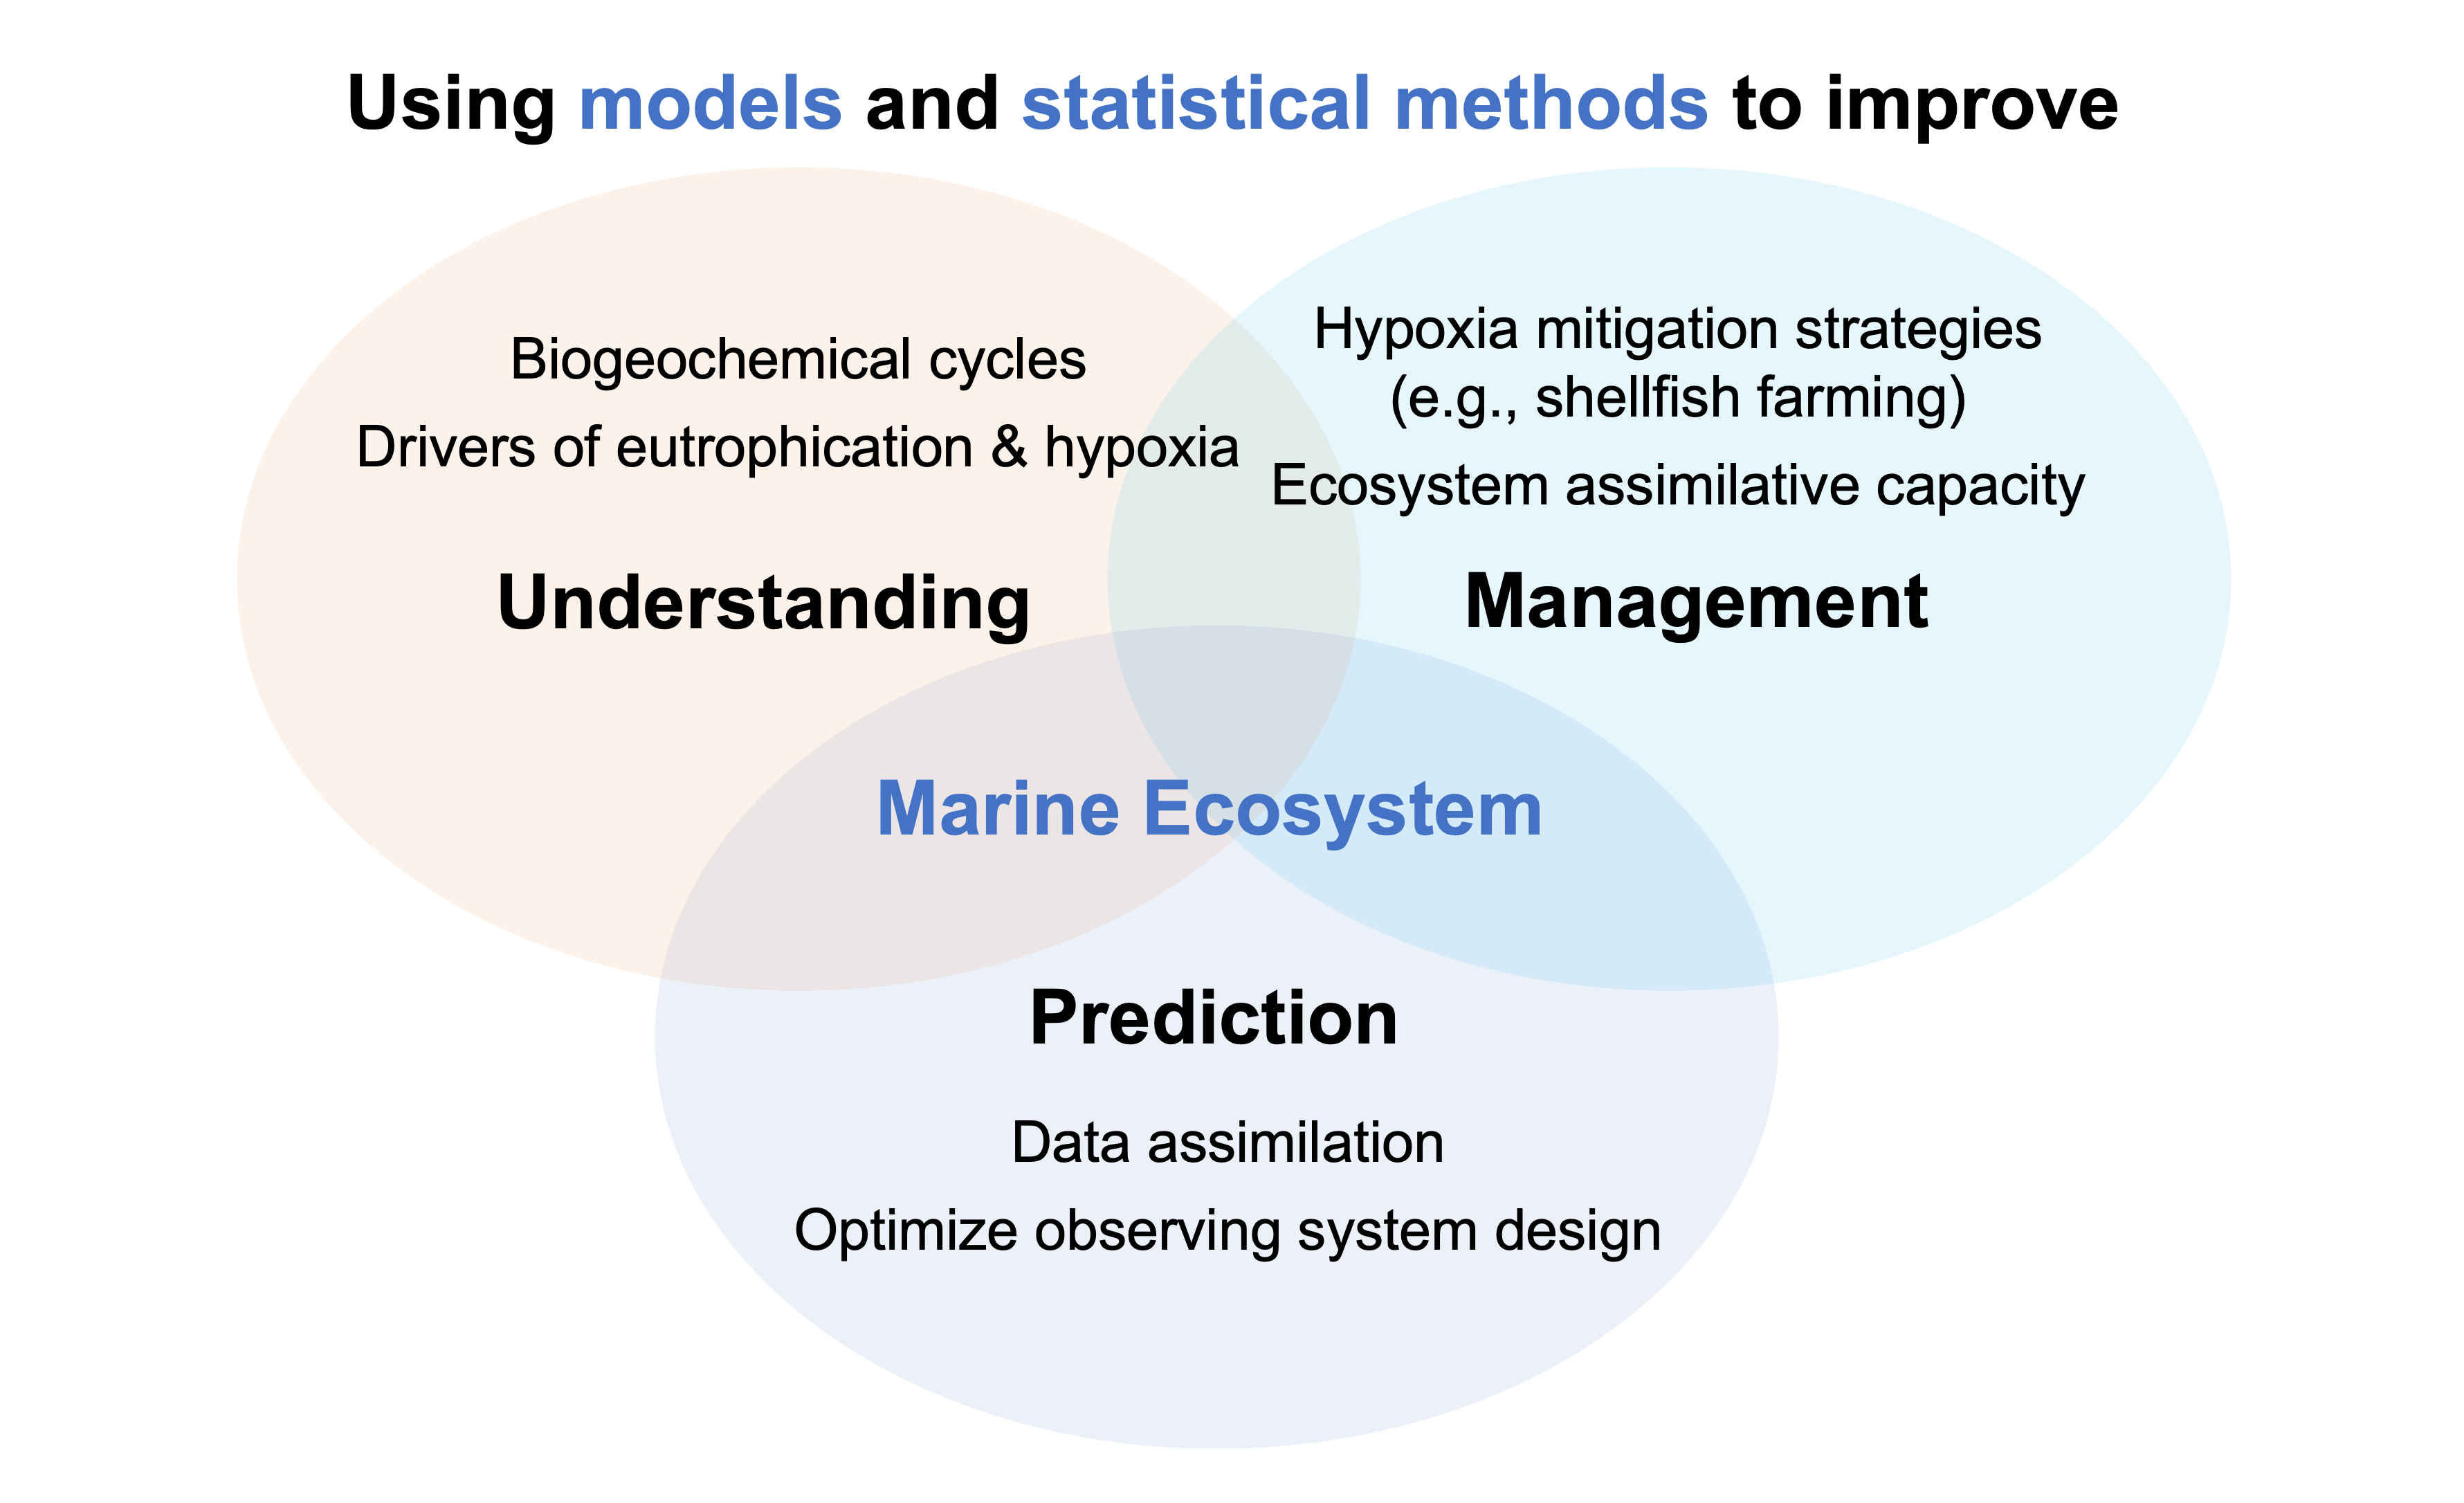 Using models and statistical methods to improve
Biogeochemical cycles
Drivers of eutrophication & hypoxia
Understanding
Hypoxia mitigation strategies
(e.g., shellfish farming)
Ecosystem assimilative capacity
Management
Marine Ecosystem
Prediction
Data assimilation
Optimize observing system design